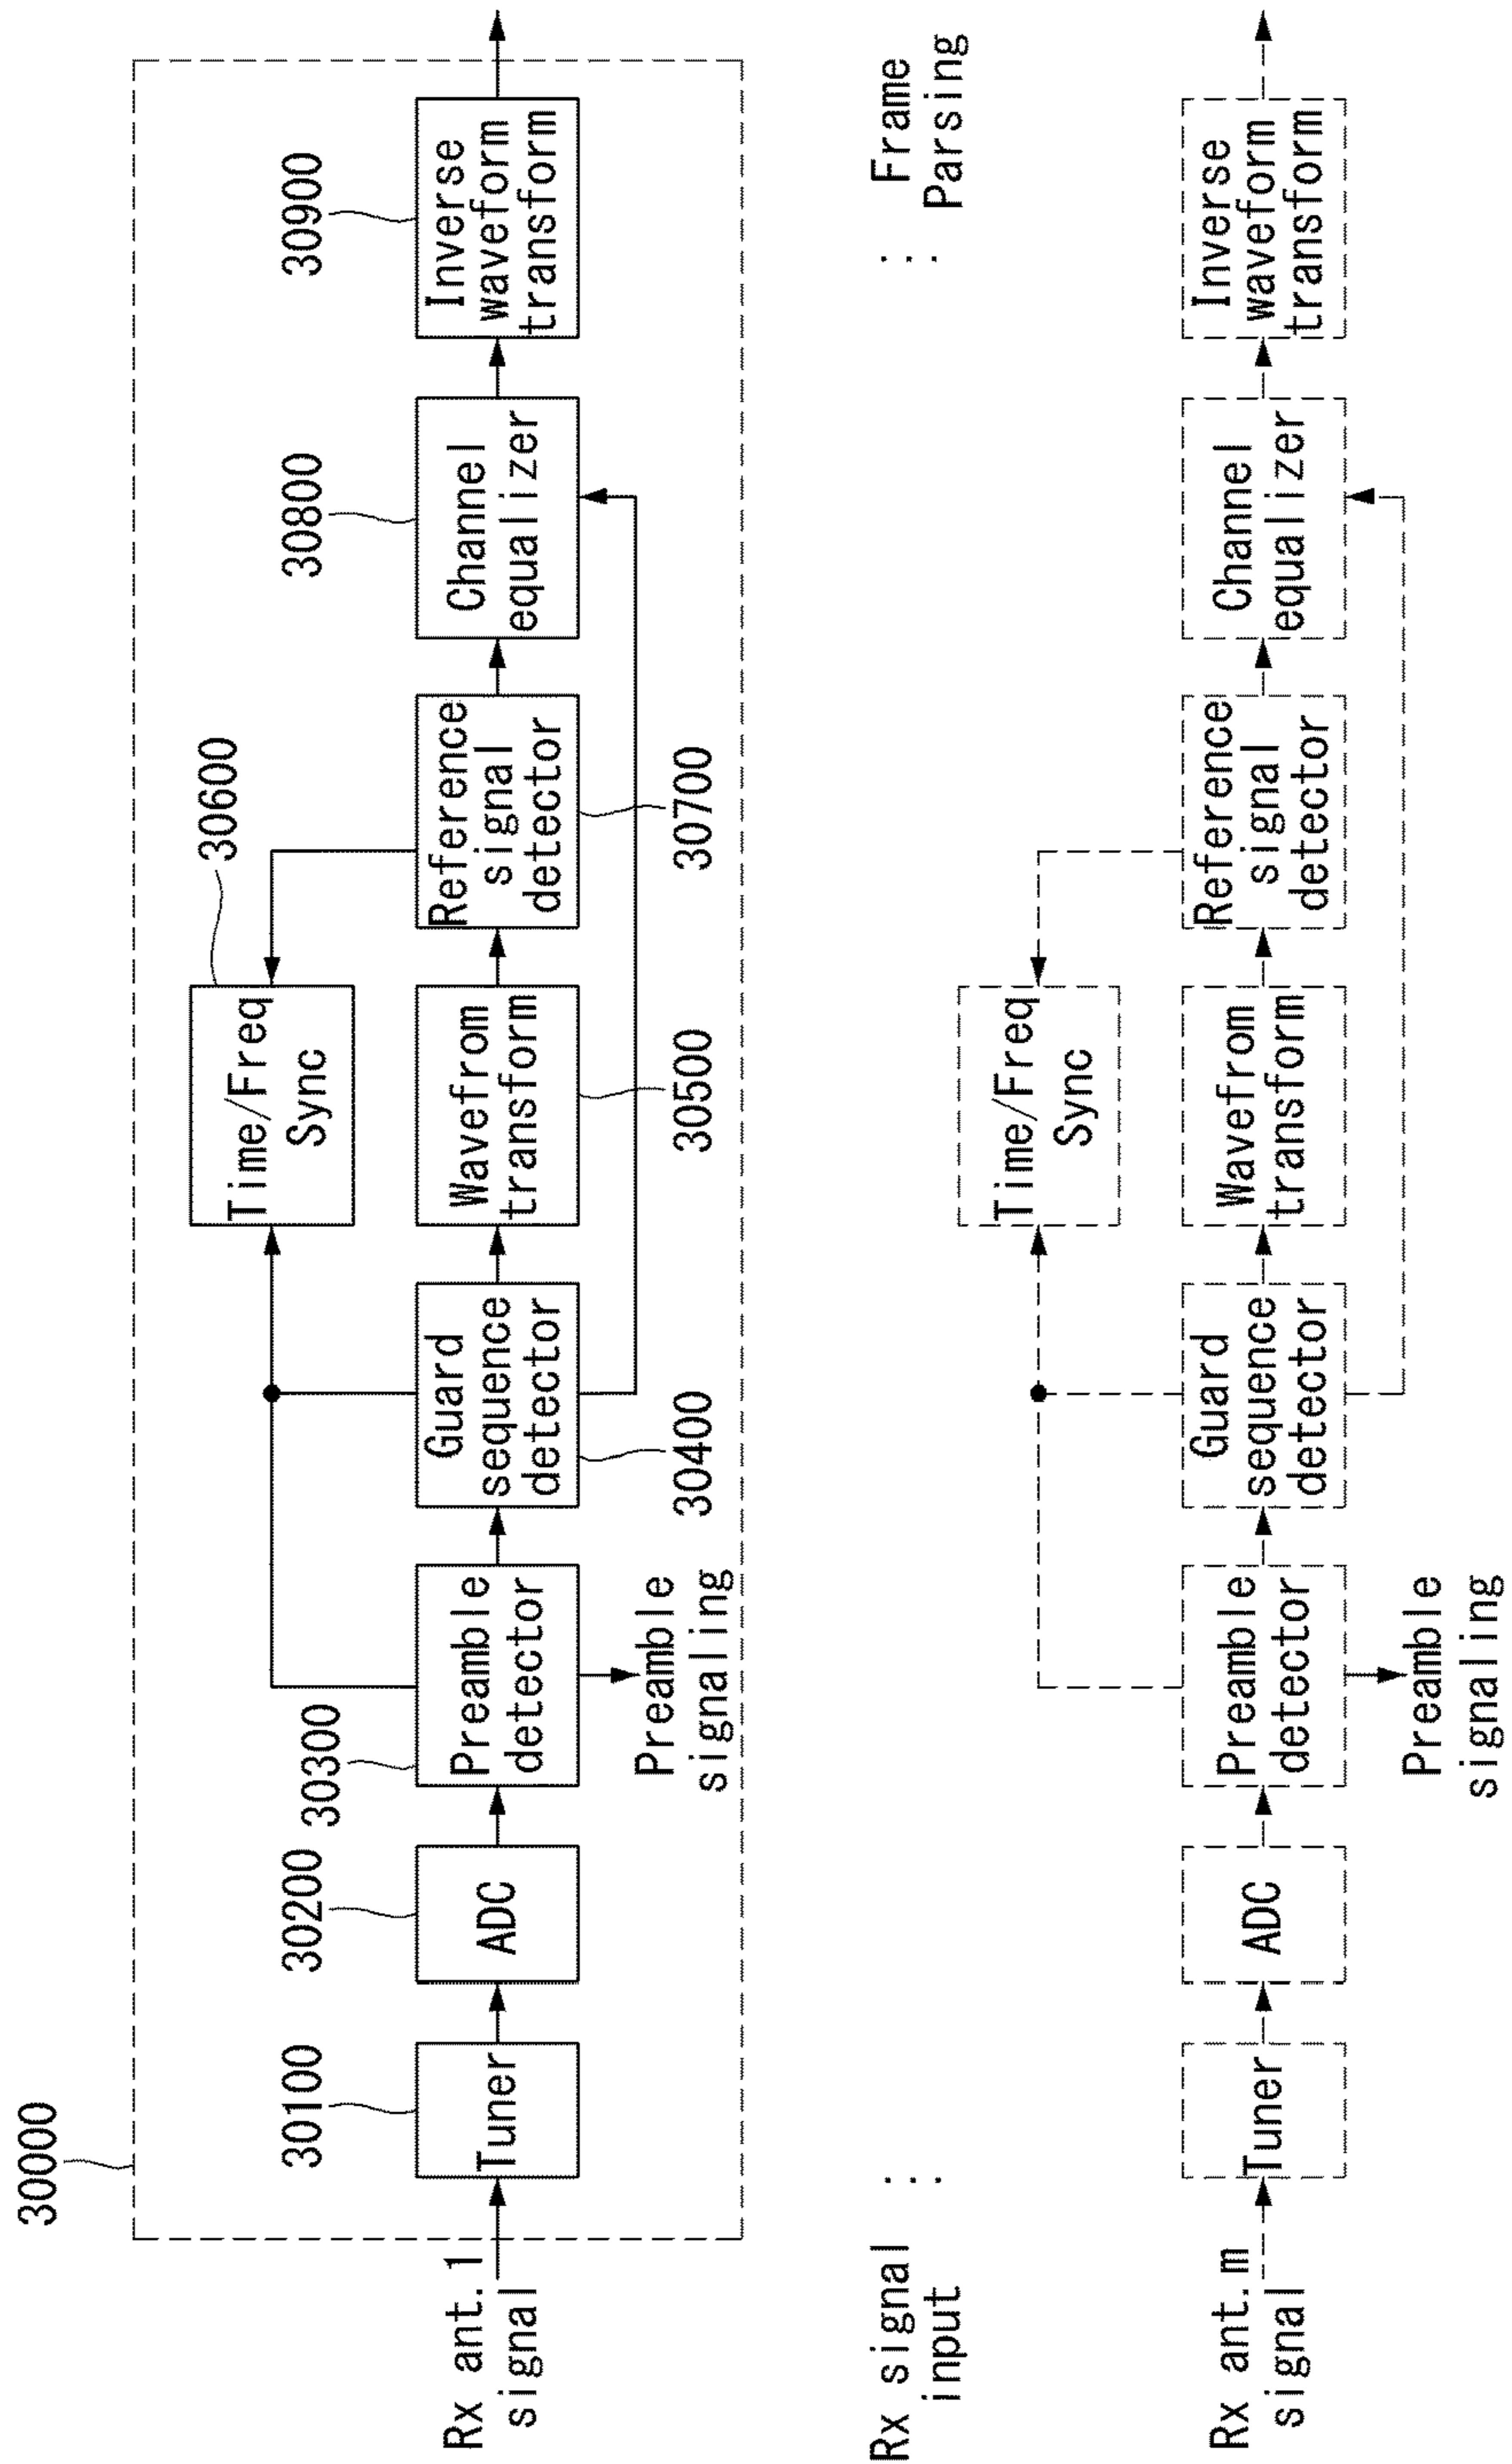 30000
30100
30200
30300
30600
30800
30900
Rx ant.1
signal
Tuner
ADC
Preamble
detector
Guard
sequence
detector
Time/Freq
Sync
Wavefrom
transform
Reference
signal
detector
Channel
equalizer
Inverse
waveform
transform
Preamble
signaling
30400
30500
30700
Rx signal
input
⋮
⋮
Frame
Parsing
Rx ant.m
signal
Tuner
ADC
Preamble
detector
Guard
sequence
detector
Time/Freq
Sync
Wavefrom
transform
Reference
signal
detector
Channel
equalizer
Inverse
waveform
transform
Preamble
signaling